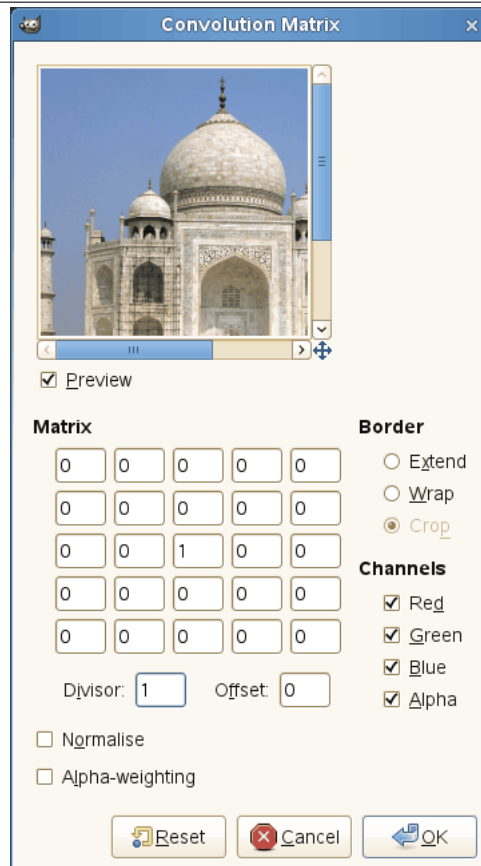 Convolution Matrix
Preview
Matrix
0 0 0 0 0
0 0 0 0 0
0 0 1 0 0
0 0 0 0 0
0 0 0 0 0
Divisor: 1 Offset: 0
Normalise
Alpha-weighting
Border
Extend
Wrap
Crop
Channels
Red
Green
Blue
Alpha
Reset Cancel OK